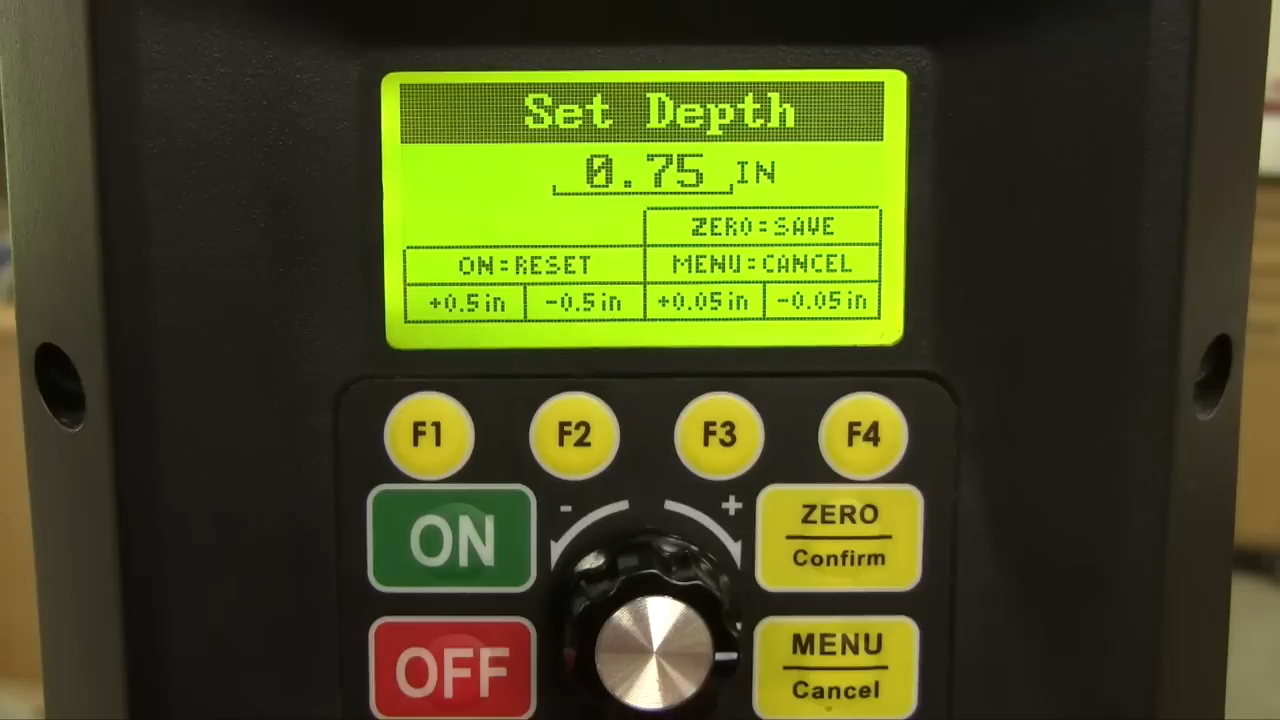 Set Depth
0.75 IN
ZERO=SAVE
ON=RESET MENU=CANCEL
+0.5in -0.5in +0.05in -0.05in
F1 F2 F3 F4
- +
ON
ZERO
Confirm
OFF
MENU
Cancel